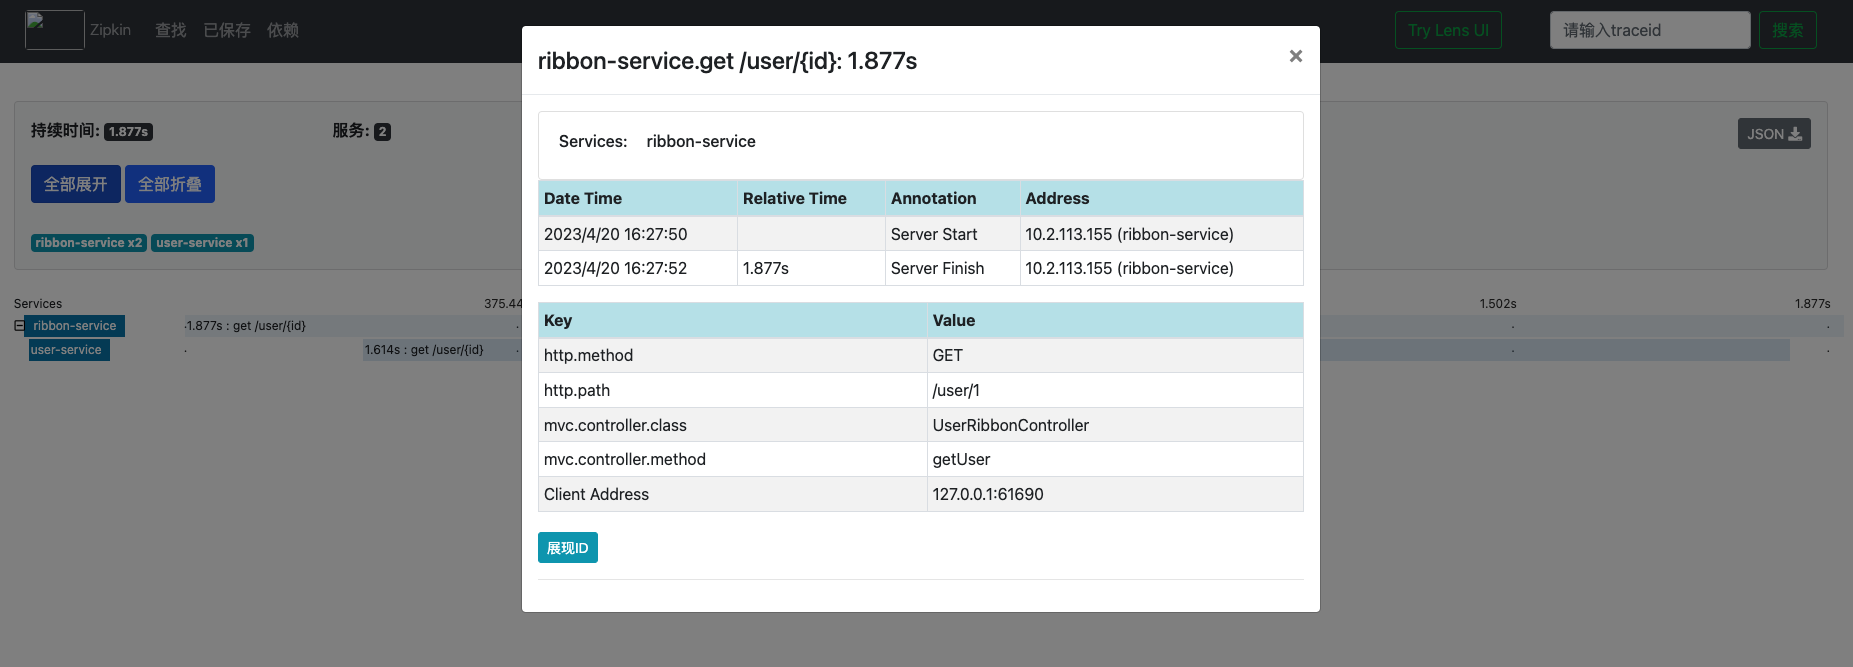 Zipkin 查找 已保存 依赖 Try Lens UI 请输入traceid 搜索
ribbon-service.get /user/{id}: 1.877s ×
持续时间: 1.877s 服务: 2 JSON
全部展开 全部折叠
ribbon-service x2 user-service x1
Services: ribbon-service
Date Time Relative Time Annotation Address
2023/4/20 16:27:50 Server Start 10.2.113.155 (ribbon-service)
2023/4/20 16:27:52 1.877s Server Finish 10.2.113.155 (ribbon-service)
Key Value
http.method GET
http.path /user/1
mvc.controller.class UserRibbonController
mvc.controller.method getUser
Client Address 127.0.0.1:61690
展现ID
Services 375.44 1.502s 1.877s
ribbon-service 1.877s : get /user/{id}
user-service 1.614s : get /user/{id}